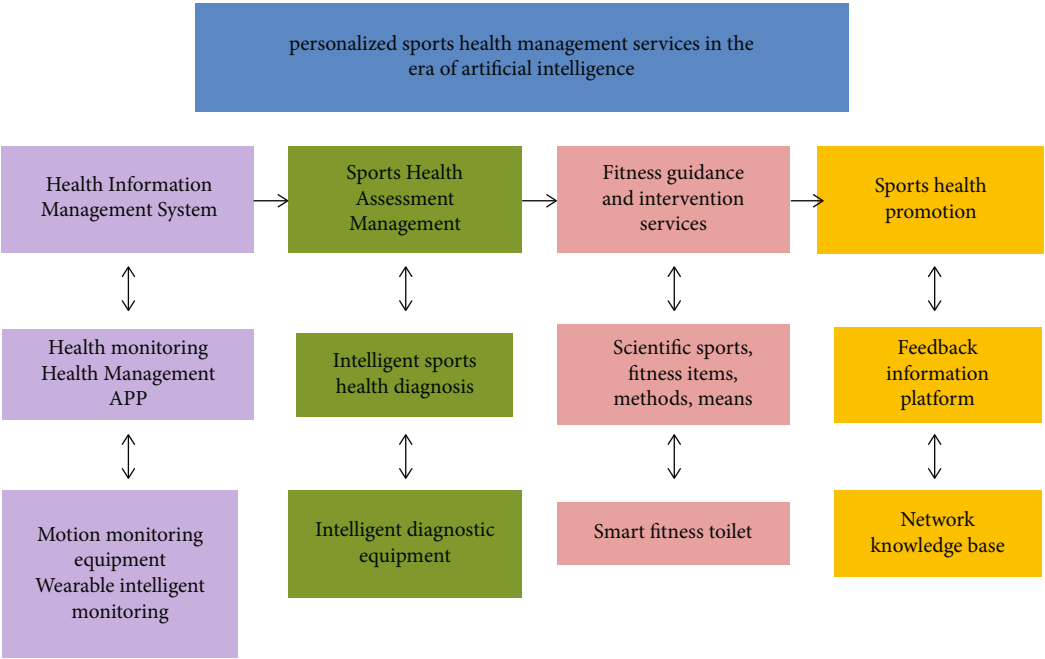 personalized sports health management services in the
era of artificial intelligence
Health Information
Management System
Sports Health
Assessment
Management
Fitness guidance
and intervention
services
Sports health
promotion
Health monitoring
Health Management
APP
Intelligent sports
health diagnosis
Scientific sports,
fitness items,
methods, means
Feedback
information
platform
Motion monitoring
equipment
Wearable intelligent
monitoring
Intelligent diagnostic
equipment
Smart fitness toilet
Network
knowledge base